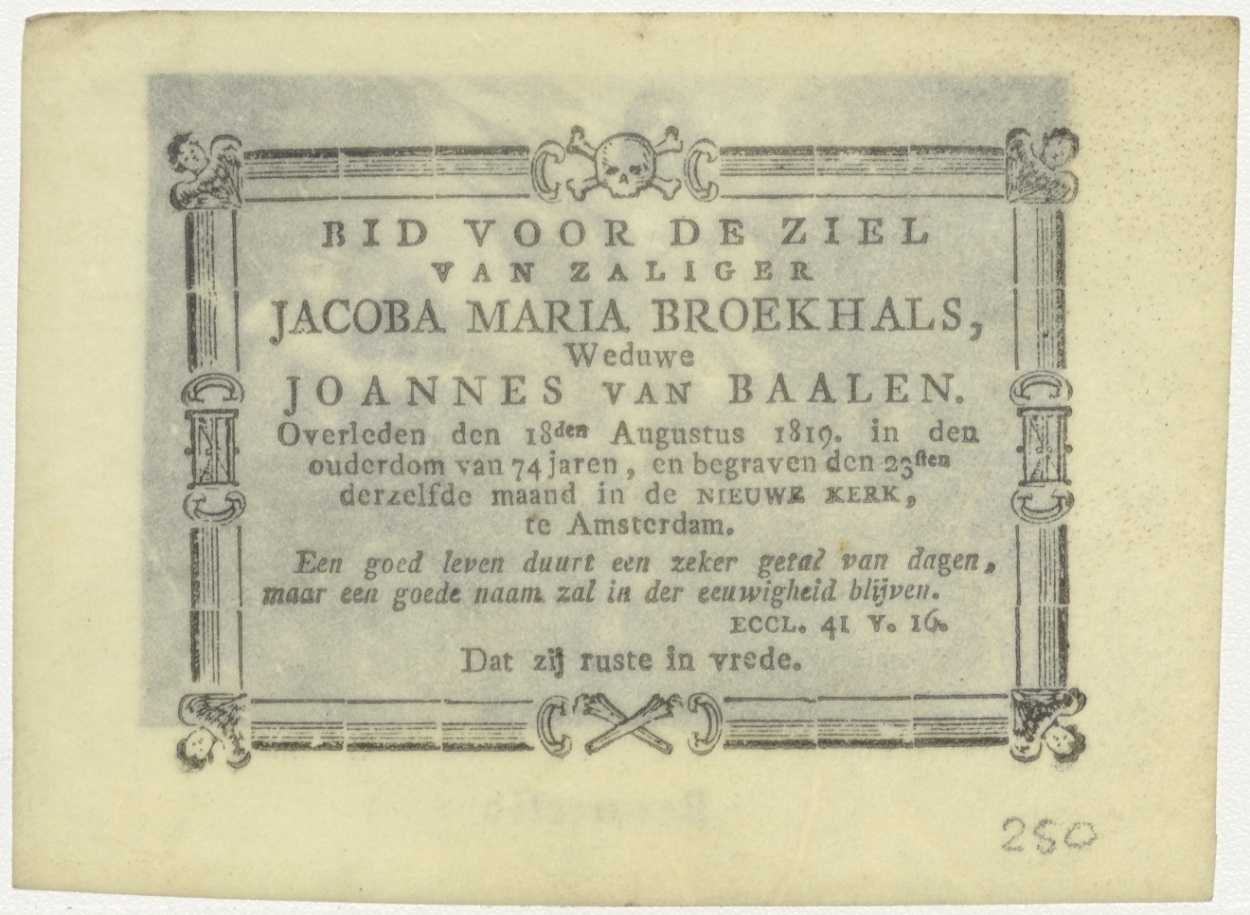 BID VOOR DE ZIEL
VAN ZALIGER
JACOBA MARIA BROEKHALS,
Weduwe
JOANNES VAN BAALEN.
Overleden den 18den Augustus 1819. in den
ouderdom van 74 jaren, en begraven den 23sten
derzelfde maand in de NIEUWE KERK,
te Amsterdam.
Een goed leven duurt een zeker getal van dagen,
maar een goede naam zal in der eeuwigheid blijven.
ECCL. 41 V. 16.
Dat zij ruste in vrede.
250